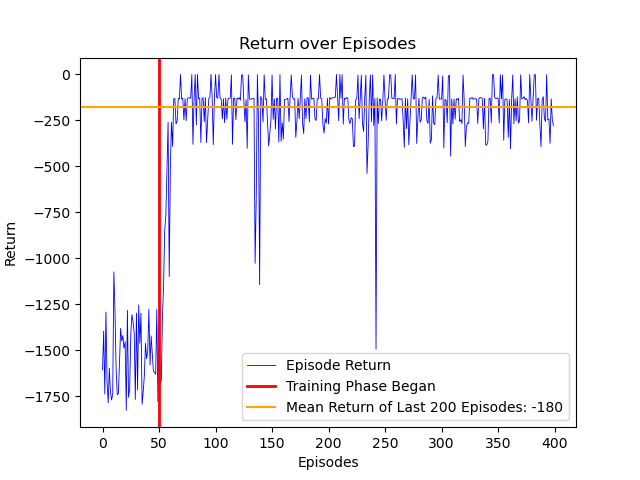 Return over Episodes
Return
0
−250
−500
−750
−1000
−1250
−1500
−1750
Episode Return
Training Phase Began
Mean Return of Last 200 Episodes: -180
0 50 100 150 200 250 300 350 400
Episodes